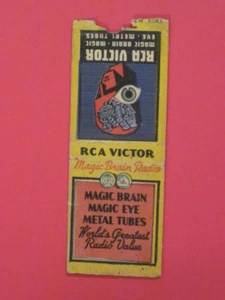 RCA VICTOR
MAGIC BRAIN - MAGIC
EYE - METAL TUBES
RCA VICTOR
Magic Brain Radio
MAGIC BRAIN
MAGIC EYE
METAL TUBES
World's Greatest
Radio Value